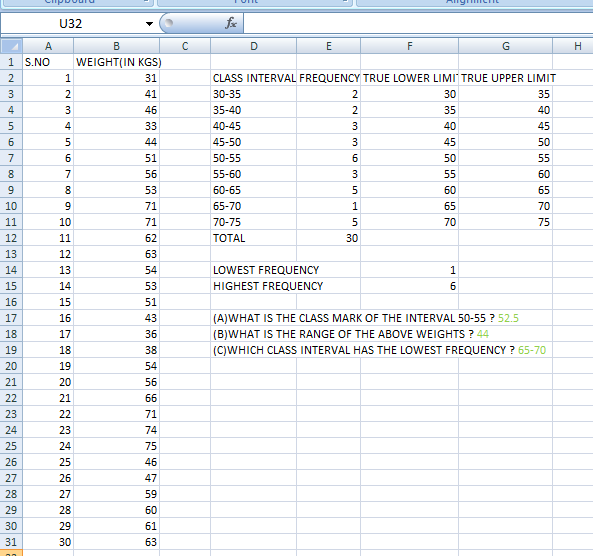 Clipboard Font Alignment
U32 fx
A B C D E F G H
1 S.NO WEIGHT(IN KGS)
2 1 31 CLASS INTERVAL FREQUENCY TRUE LOWER LIMI TRUE UPPER LIMIT
3 2 41 30-35 2 30 35
4 3 46 35-40 2 35 40
5 4 33 40-45 3 40 45
6 5 44 45-50 3 45 50
7 6 51 50-55 6 50 55
8 7 56 55-60 3 55 60
9 8 53 60-65 5 60 65
10 9 71 65-70 1 65 70
11 10 71 70-75 5 70 75
12 11 62 TOTAL 30
13 12 63
14 13 54 LOWEST FREQUENCY 1
15 14 53 HIGHEST FREQUENCY 6
16 15 51
17 16 43 (A)WHAT IS THE CLASS MARK OF THE INTERVAL 50-55 ? 52.5
18 17 36 (B)WHAT IS THE RANGE OF THE ABOVE WEIGHTS ? 44
19 18 38 (C)WHICH CLASS INTERVAL HAS THE LOWEST FREQUENCY ? 65-70
20 19 54
21 20 56
22 21 66
23 22 71
24 23 74
25 24 75
26 25 46
27 26 47
28 27 59
29 28 60
30 29 61
31 30 63